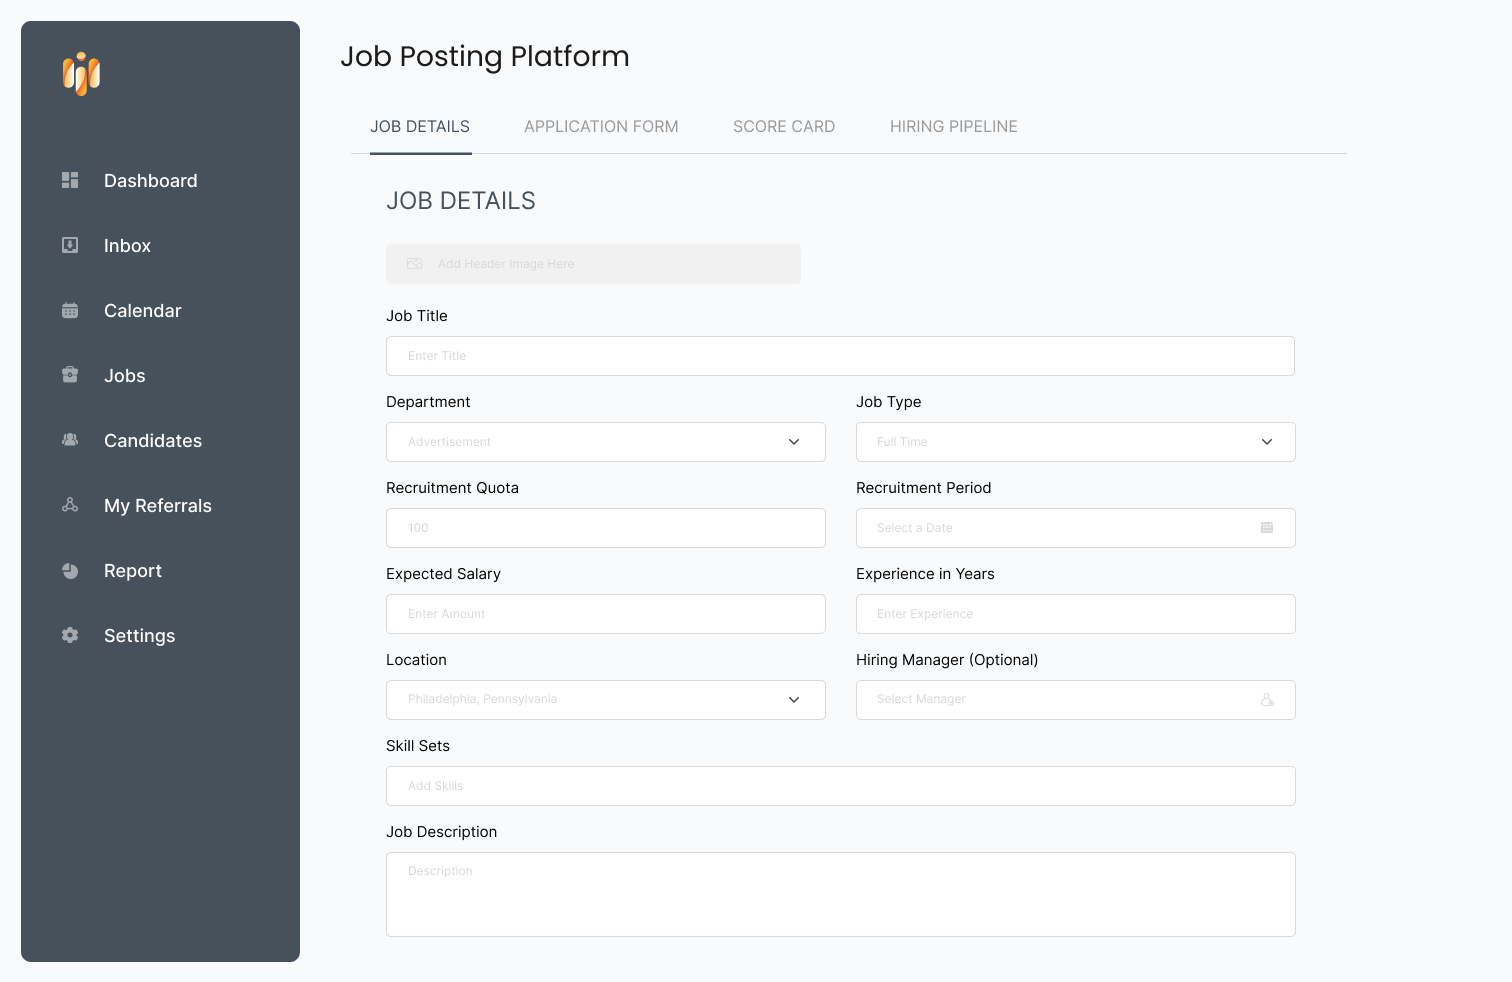 Job Posting Platform
JOB DETAILS
APPLICATION FORM
SCORE CARD
HIRING PIPELINE
Dashboard
Inbox
Calendar
Jobs
Candidates
My Referrals
Report
Settings
JOB DETAILS
Add Header Image Here
Job Title
Enter Title
Department
Job Type
Advertisement
Full Time
Recruitment Quota
Recruitment Period
100
Select a Date
Expected Salary
Experience in Years
Enter Amount
Enter Experience
Location
Hiring Manager (Optional)
Philadelphia, Pennsylvania
Select Manager
Skill Sets
Add Skills
Job Description
Description